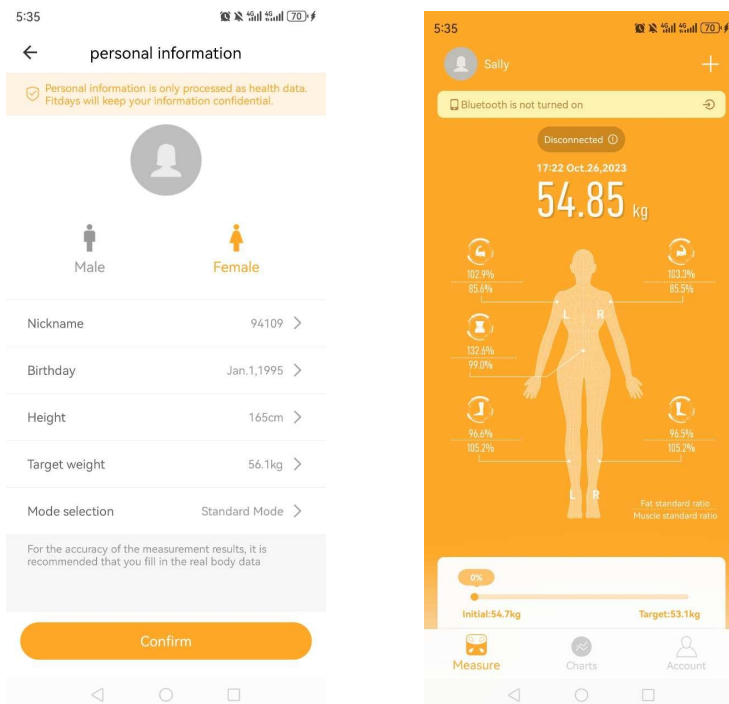 5:35
4G 4G 70
personal information
Personal information is only processed as health data.
Fitdays will keep your information confidential.
Male
Female
Nickname 94109
Birthday Jan.1,1995
Height 165cm
Target weight 56.1kg
Mode selection Standard Mode
For the accuracy of the measurement results, it is
recommended that you fill in the real body data
Confirm
5:35
4G 4G 70
Sally
Bluetooth is not turned on
Disconnected
17:22 Oct.26,2023
54.85 kg
102.9%
85.6%
103.3%
85.5%
L R
132.6%
99.0%
96.6%
105.2%
96.5%
105.2%
L R
Fat standard ratio
Muscle standard ratio
0%
Initial:54.7kg
Target:53.1kg
Measure
Charts
Account